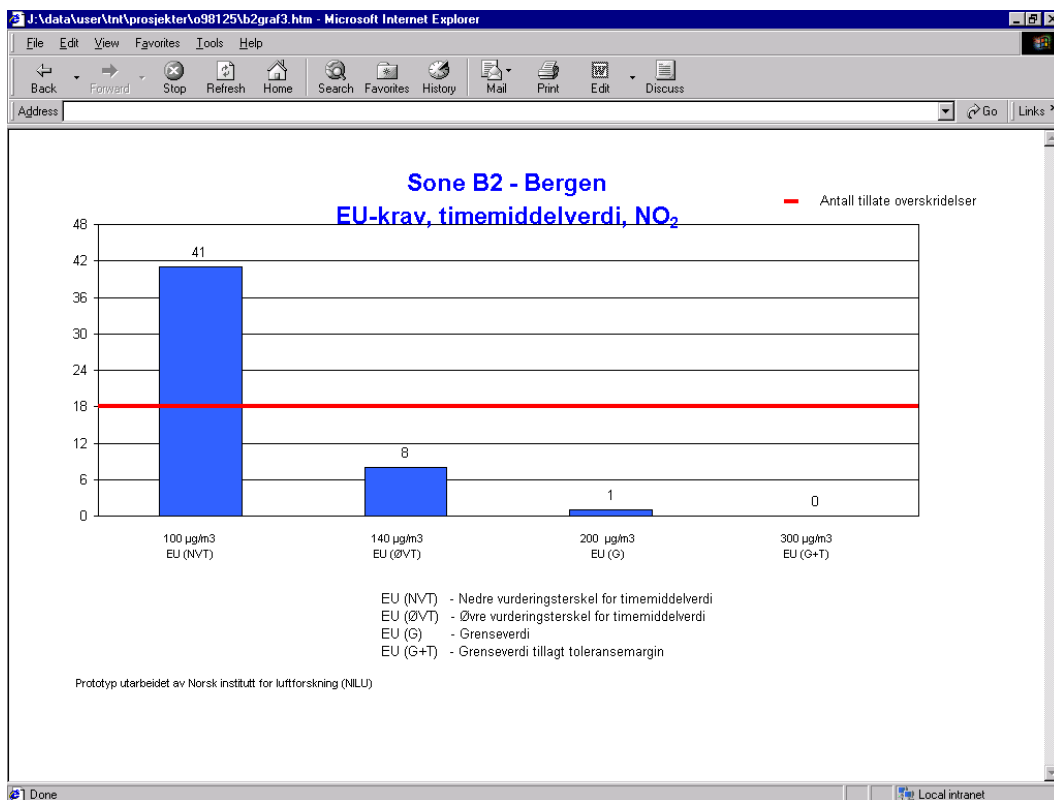 J:\data\user\tnt\prosjekter\o98125\b2graf3.htm - Microsoft Internet Explorer
File Edit View Favorites Tools Help
Back Forward Stop Refresh Home Search Favorites History Mail Print Edit Discuss
Address Go Links
Sone B2 - Bergen
EU-krav, timemiddelverdi, NO₂
Antall tillate overskridelser
48
42
36
30
24
18
12
6
0
41
8
1
0
100 µg/m3 140 µg/m3 200 µg/m3 300 µg/m3
EU (NVT) EU (ØVT) EU (G) EU (G+T)
EU (NVT) - Nedre vurderingsterskel for timemiddelverdi
EU (ØVT) - Øvre vurderingsterskel for timemiddelverdi
EU (G) - Grenseverdi
EU (G+T) - Grenseverdi tillagt toleransemargin
Prototyp utarbeidet av Norsk institutt for luftforskning (NILU)
Done Local intranet